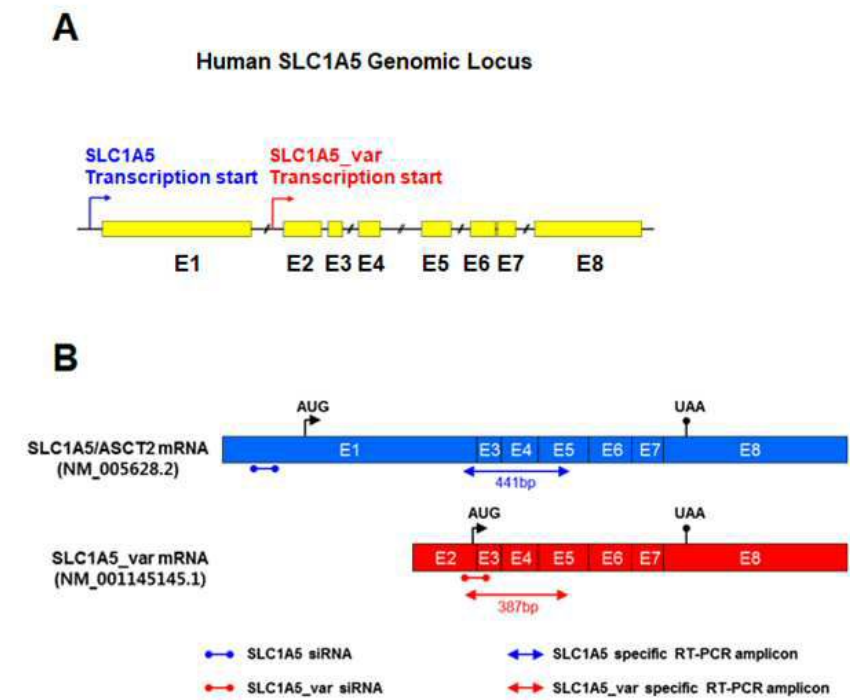 A
Human SLC1A5 Genomic Locus
SLC1A5 SLC1A5_var
Transcription start Transcription start
E1 E2 E3 E4 E5 E6 E7 E8
B
AUG UAA
SLC1A5/ASCT2 mRNA
(NM_005628.2)
E1 E3 E4 E5 E6 E7 E8
441bp
AUG UAA
SLC1A5_var mRNA
(NM_001145145.1)
E2 E3 E4 E5 E6 E7 E8
387bp
SLC1A5 siRNA SLC1A5 specific RT-PCR amplicon
SLC1A5_var siRNA SLC1A5_var specific RT-PCR amplicon